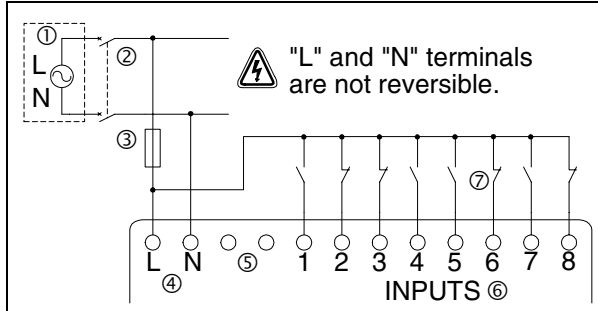 ①
L
N
②
"L" and "N" terminals
are not reversible.
③
⑦
L N ⑤ 1 2 3 4 5 6 7 8
④
INPUTS ⑥